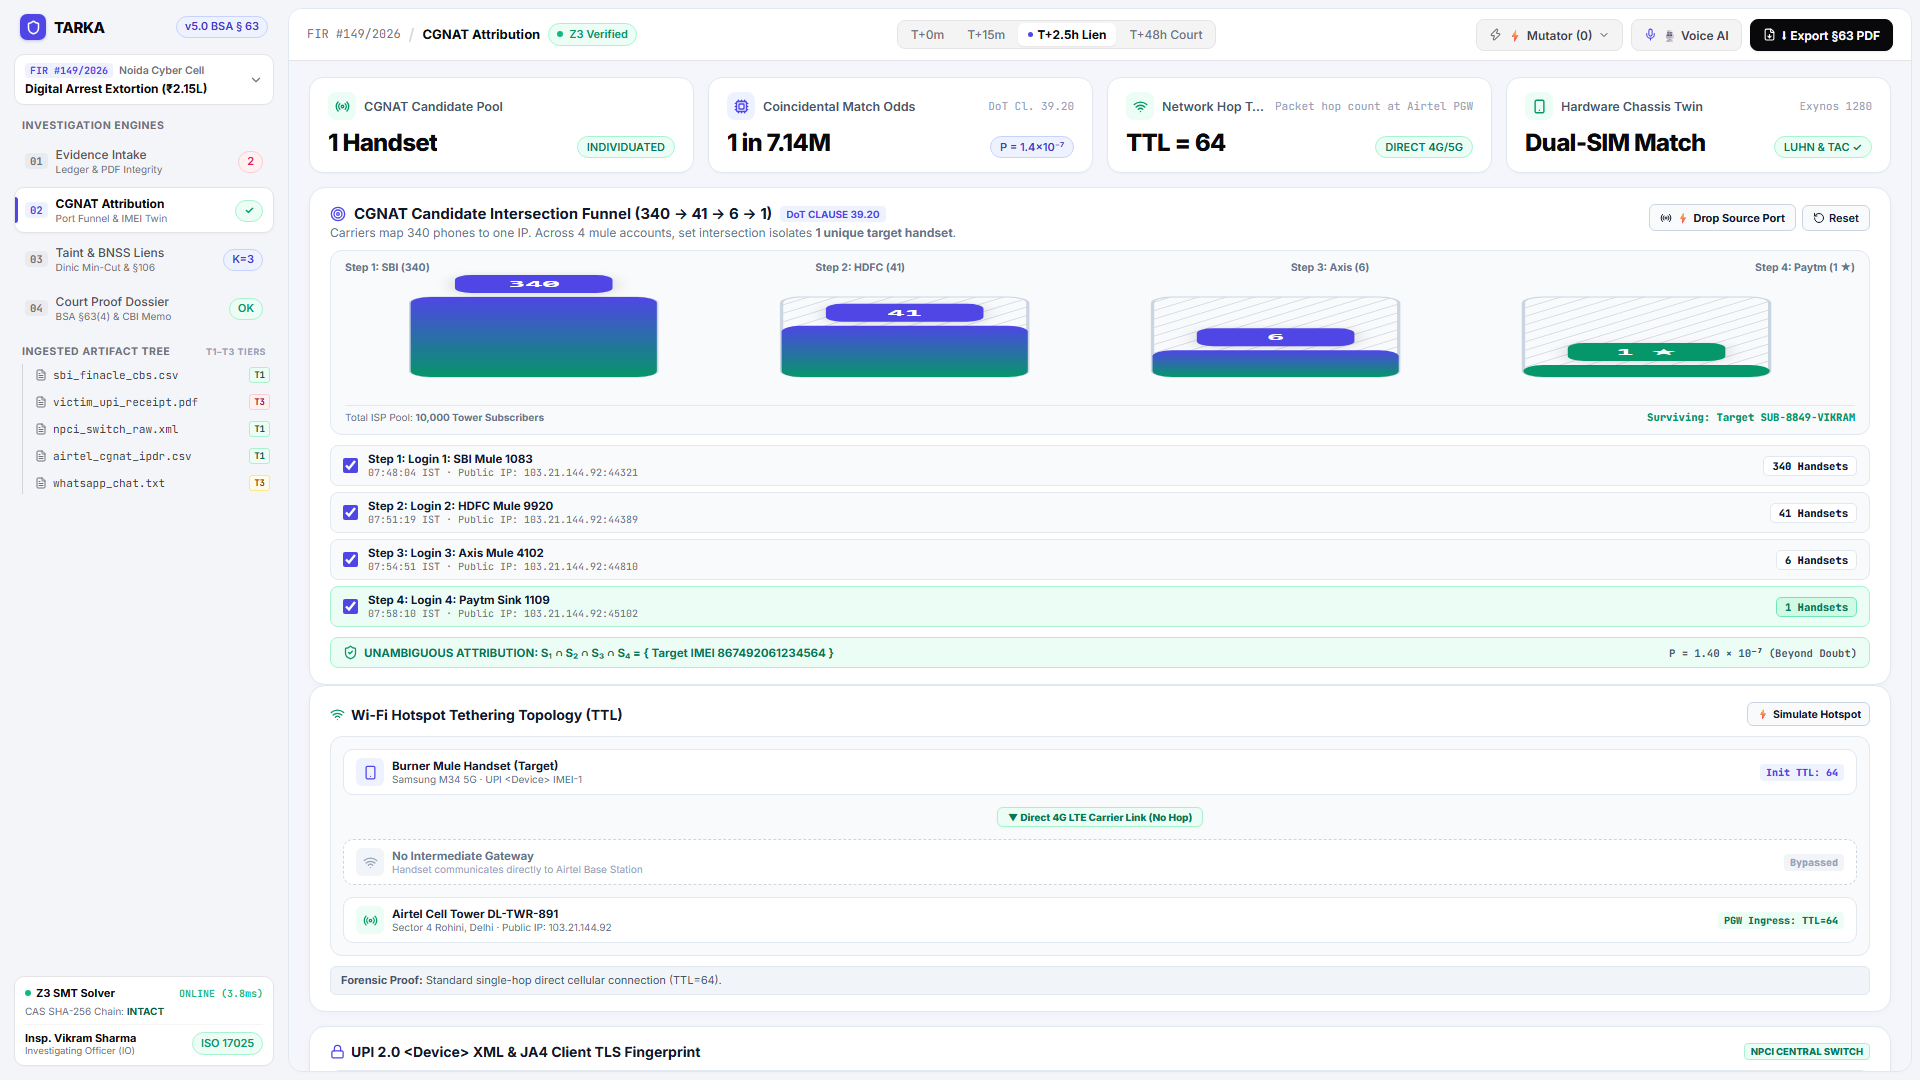 TARKA
v5.0 BSA § 63
FIR #149/2026 Noida Cyber Cell
Digital Arrest Extortion (₹2.15L)
INVESTIGATION ENGINES
01 Evidence Intake 2
Ledger & PDF Integrity
02 CGNAT Attribution ✓
Port Funnel & IMEI Twin
03 Taint & BNSS Liens K=3
Dinic Min-Cut & §106
04 Court Proof Dossier OK
BSA §63(4) & CBI Memo
INGESTED ARTIFACT TREE T1–T3 TIERS
sbi_finacle_cbs.csv T1
victim_upi_receipt.pdf T3
npci_switch_raw.xml T1
airtel_cgnat_ipdr.csv T1
whatsapp_chat.txt T3
Z3 SMT Solver ONLINE (3.8ms)
CAS SHA-256 Chain: INTACT
Insp. Vikram Sharma ISO 17025
Investigating Officer (IO)
FIR #149/2026 / CGNAT Attribution Z3 Verified
T+0m T+15m T+2.5h Lien T+48h Court
Mutator (0) Voice AI Export §63 PDF
CGNAT Candidate Pool
1 Handset INDIVIDUATED
Coincidental Match Odds DoT Cl. 39.20
1 in 7.14M P = 1.4×10⁻⁷
Network Hop T... Packet hop count at Airtel PGW
TTL = 64 DIRECT 4G/5G
Hardware Chassis Twin Exynos 1280
Dual-SIM Match LUHN & TAC ✓
CGNAT Candidate Intersection Funnel (340 → 41 → 6 → 1) DoT CLAUSE 39.20
Drop Source Port Reset
Carriers map 340 phones to one IP. Across 4 mule accounts, set intersection isolates 1 unique target handset.
Step 1: SBI (340) Step 2: HDFC (41) Step 3: Axis (6) Step 4: Paytm (1 ★)
340 41 6 1 ★
Total ISP Pool: 10,000 Tower Subscribers Surviving: Target SUB-8849-VIKRAM
Step 1: Login 1: SBI Mule 1083
07:48:04 IST · Public IP: 103.21.144.92:44321
340 Handsets
Step 2: Login 2: HDFC Mule 9920
07:51:19 IST · Public IP: 103.21.144.92:44389
41 Handsets
Step 3: Login 3: Axis Mule 4102
07:54:51 IST · Public IP: 103.21.144.92:44810
6 Handsets
Step 4: Login 4: Paytm Sink 1109
07:58:10 IST · Public IP: 103.21.144.92:45102
1 Handsets
UNAMBIGUOUS ATTRIBUTION: S₁ ∩ S₂ ∩ S₃ ∩ S₄ = { Target IMEI 867492061234564 } P = 1.40 × 10⁻⁷ (Beyond Doubt)
Wi-Fi Hotspot Tethering Topology (TTL) Simulate Hotspot
Burner Mule Handset (Target)
Samsung M34 5G · UPI <Device> IMEI-1
Init TTL: 64
▼ Direct 4G LTE Carrier Link (No Hop)
No Intermediate Gateway
Handset communicates directly to Airtel Base Station
Bypassed
Airtel Cell Tower DL-TWR-891
Sector 4 Rohini, Delhi · Public IP: 103.21.144.92
PGW Ingress: TTL=64
Forensic Proof: Standard single-hop direct cellular connection (TTL=64).
UPI 2.0 <Device> XML & JA4 Client TLS Fingerprint NPCI CENTRAL SWITCH